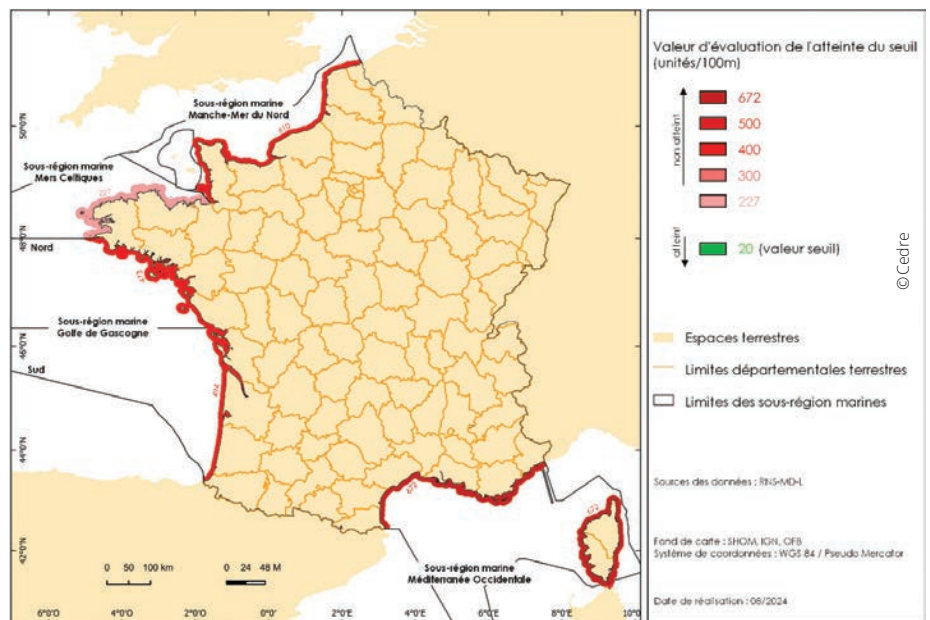 Sous-région marine
Manche-Mer du Nord
Sous-région marine
Mers Celtiques
Nord
Sous-région marine
Golfe de Gascogne
Sud
Sous-région marine
Méditerranée Occidentale
227
494
672
672
50°0'N
48°0'N
46°0'N
44°0'N
42°0'N
0 50 100 km
0 24 48 M
6°0'O
4°0'O
2°0'O
0°0'
2°0'E
4°0'E
6°0'E
8°0'E
10°0'E
Valeur d'évaluation de l'atteinte du seuil
(unités/100m)
non atteint
672
500
400
300
227
atteint
20 (valeur seuil)
Espaces terrestres
Limites départementales terrestres
Limites des sous-région marines
Sources des données : RNS-MD-L
Fond de carte : SHOM, IGN, OFB
Système de coordonnées : WGS 84 / Pseudo Mercator
Date de réalisation : 08/2024
© Cedre